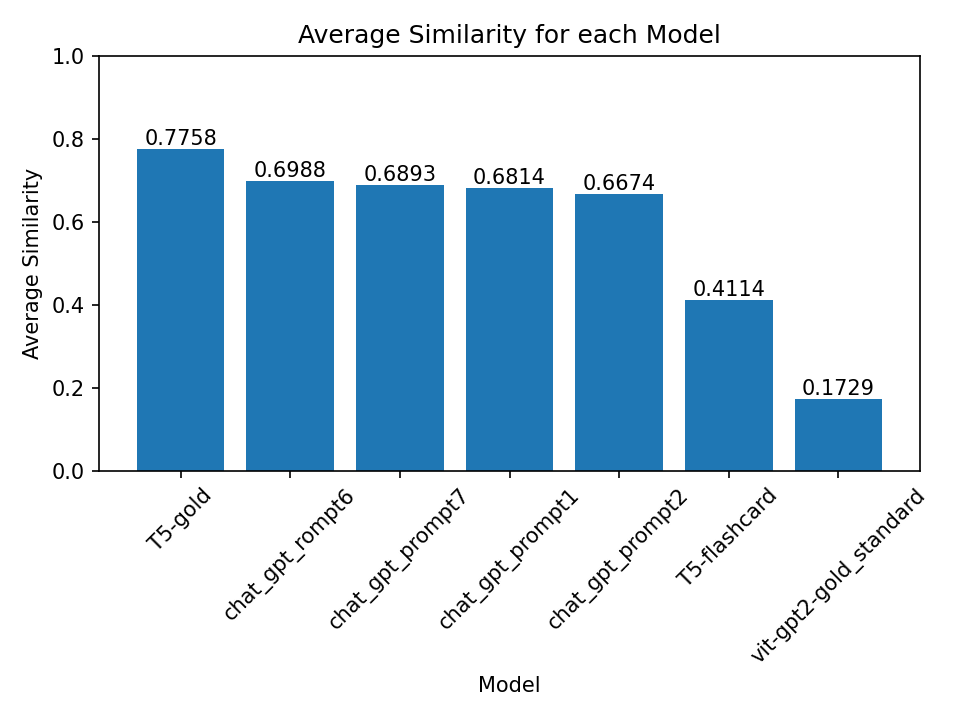 Average Similarity for each Model
Average Similarity
1.0
0.8
0.6
0.4
0.2
0.0
0.7758
0.6988
0.6893
0.6814
0.6674
0.4114
0.1729
T5-gold
chat_gpt_rompt6
chat_gpt_prompt7
chat_gpt_prompt1
chat_gpt_prompt2
T5-flashcard
vit-gpt2-gold_standard
Model